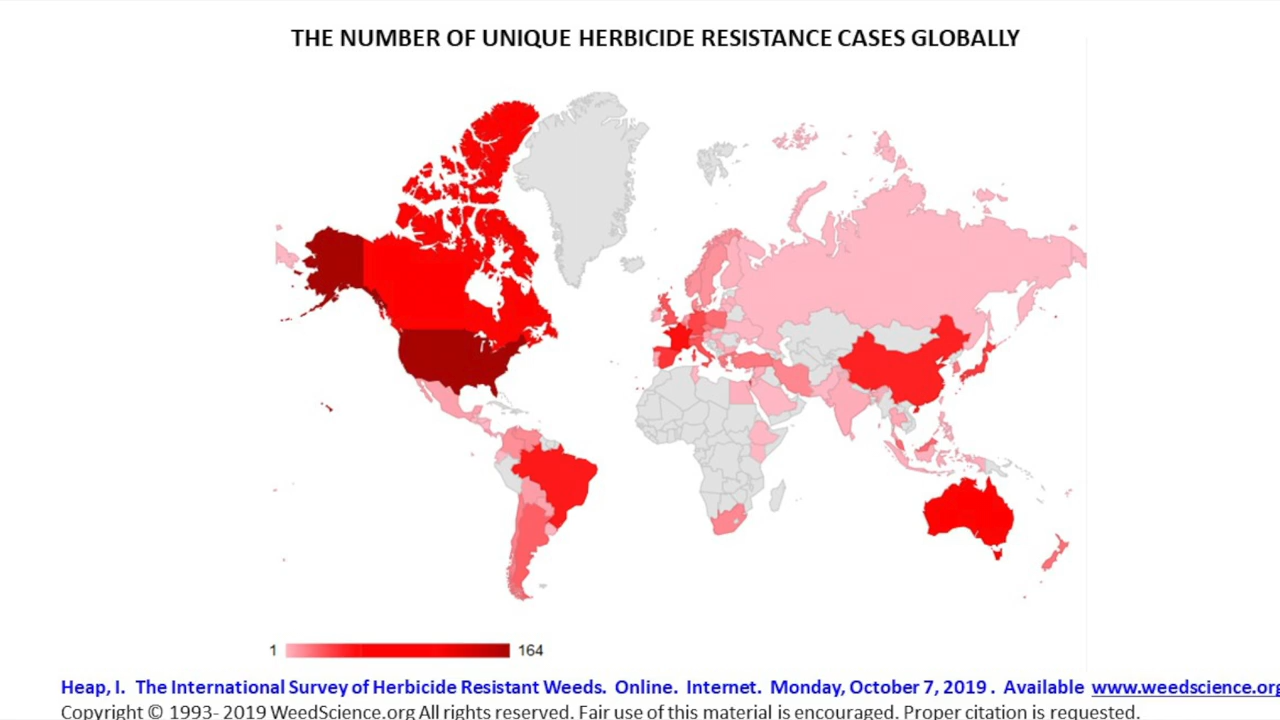 THE NUMBER OF UNIQUE HERBICIDE RESISTANCE CASES GLOBALLY
1 164
Heap, I. The International Survey of Herbicide Resistant Weeds. Online. Internet. Monday, October 7, 2019 . Available www.weedscience.org
Copyright © 1993- 2019 WeedScience.org All rights reserved. Fair use of this material is encouraged. Proper citation is requested.